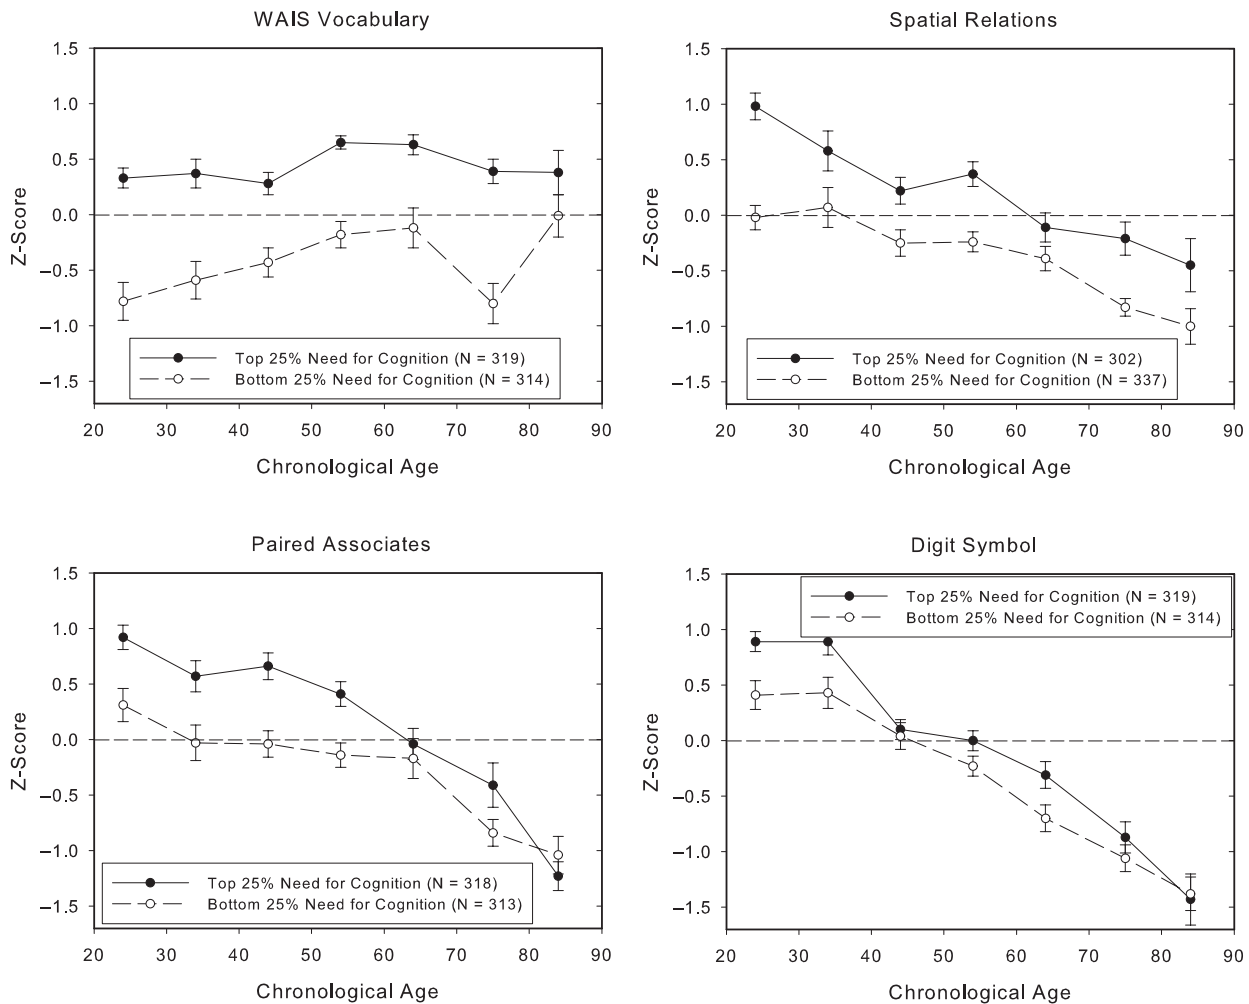 WAIS Vocabulary
1.5
1.0
0.5
0.0
–0.5
–1.0
–1.5
Z-Score
Top 25% Need for Cognition (N = 319)
Bottom 25% Need for Cognition (N = 314)
20 30 40 50 60 70 80 90
Chronological Age
Spatial Relations
1.5
1.0
0.5
0.0
–0.5
–1.0
–1.5
Z-Score
Top 25% Need for Cognition (N = 302)
Bottom 25% Need for Cognition (N = 337)
20 30 40 50 60 70 80 90
Chronological Age
Paired Associates
1.5
1.0
0.5
0.0
–0.5
–1.0
–1.5
Z-Score
Top 25% Need for Cognition (N = 318)
Bottom 25% Need for Cognition (N = 313)
20 30 40 50 60 70 80 90
Chronological Age
Digit Symbol
1.5
1.0
0.5
0.0
–0.5
–1.0
–1.5
Z-Score
Top 25% Need for Cognition (N = 319)
Bottom 25% Need for Cognition (N = 314)
20 30 40 50 60 70 80 90
Chronological Age